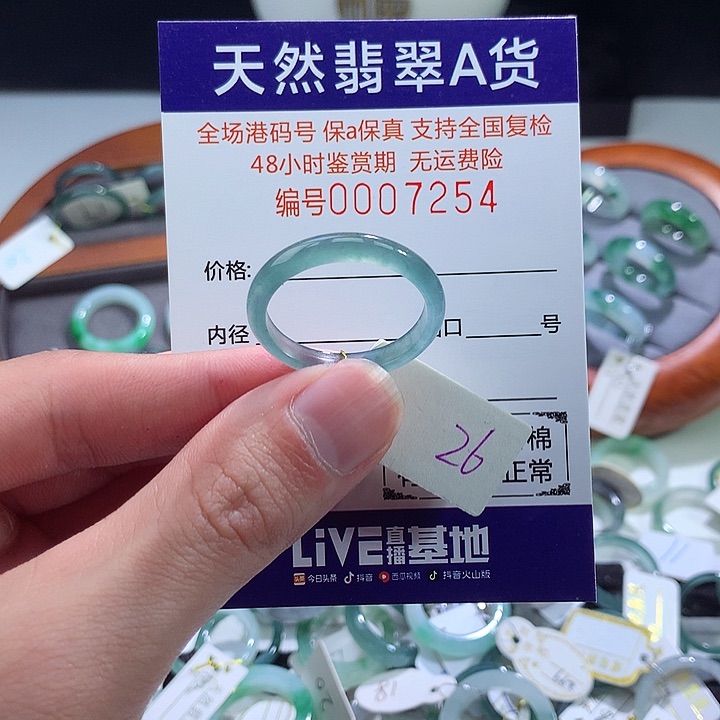 天然翡翠A货
全场港码号 保a保真 支持全国复检
48小时鉴赏期 无运费险
编号0007254
价格:
内径 口 号
26
棉
正常
LiVE直播基地
头条 今日头条 抖音 西瓜视频 抖音火山版
18